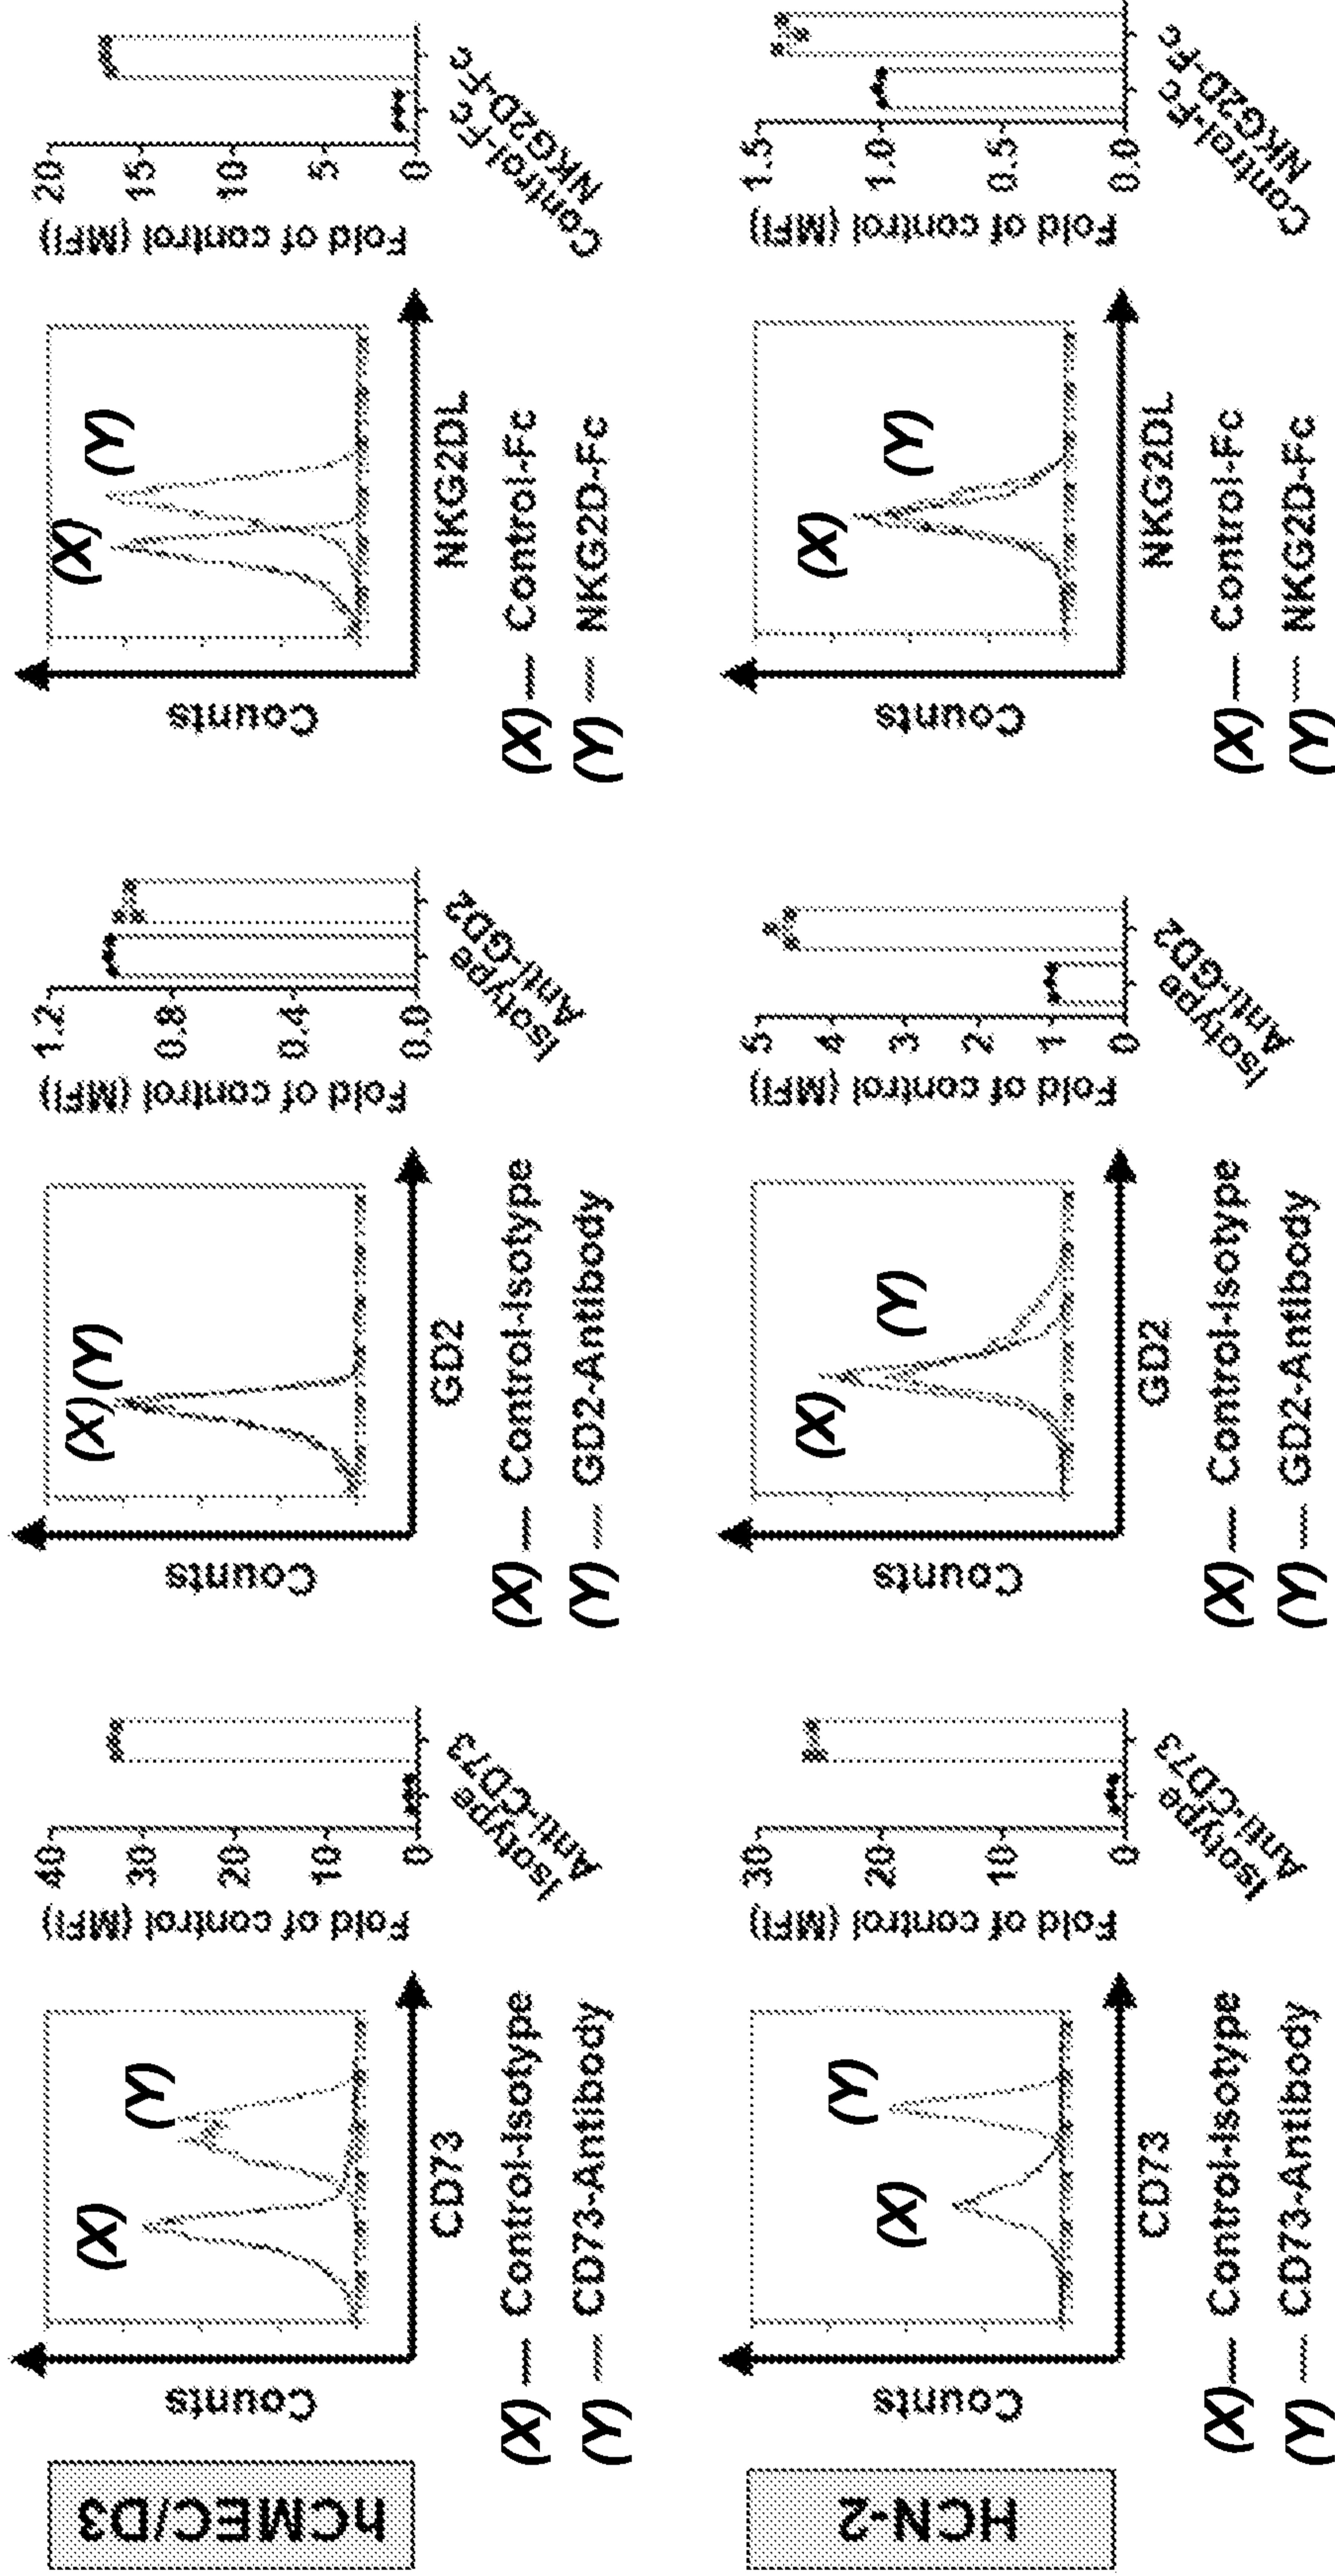 hCMEC/D3
Counts
(X)
(Y)
CD73
(X) — Control-Isotype
(Y) — CD73-Antibody
Fold of control (MFI)
40
30
20
10
0
Isotype
Anti-CD73
Counts
(X)
(Y)
GD2
(X) — Control-Isotype
(Y) — GD2-Antibody
Fold of control (MFI)
1.2
0.8
0.4
0.0
Isotype
Anti-GD2
Counts
(X)
(Y)
NKG2DL
(X) — Control-Fc
(Y) — NKG2D-Fc
Fold of control (MFI)
20
15
10
5
0
Control-Fc
NKG2D-Fc
HCN-2
Counts
(X)
(Y)
CD73
(X) — Control-Isotype
(Y) — CD73-Antibody
Fold of control (MFI)
30
20
10
0
Isotype
Anti-CD73
Counts
(X)
(Y)
GD2
(X) — Control-Isotype
(Y) — GD2-Antibody
Fold of control (MFI)
5
4
3
2
1
0
Isotype
Anti-GD2
Counts
(X)
(Y)
NKG2DL
(X) — Control-Fc
(Y) — NKG2D-Fc
Fold of control (MFI)
1.5
1.0
0.5
0.0
Control-Fc
NKG2D-Fc